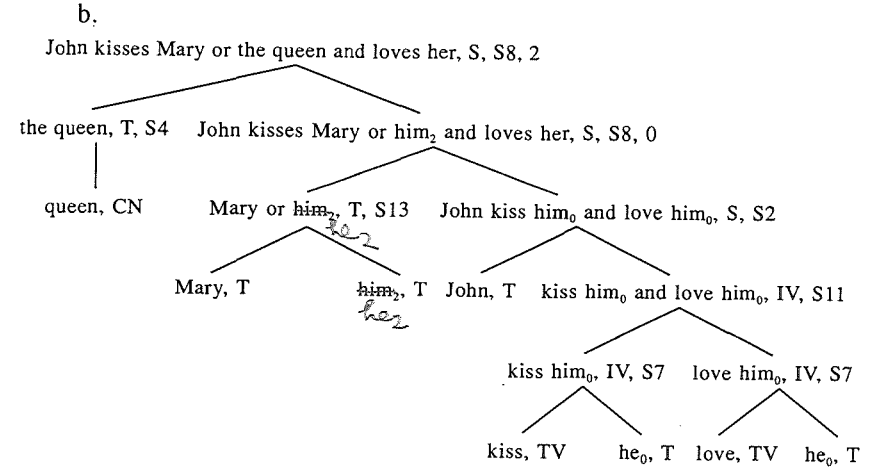 b.
John kisses Mary or the queen and loves her, S, S8, 2
the queen, T, S4 John kisses Mary or him₂ and loves her, S, S8, 0
queen, CN Mary or him₂, T, S13 John kiss him₀ and love him₀, S, S2
he₂
Mary, T him₂, T John, T kiss him₀ and love him₀, IV, S11
he₂
kiss him₀, IV, S7 love him₀, IV, S7
kiss, TV he₀, T love, TV he₀, T